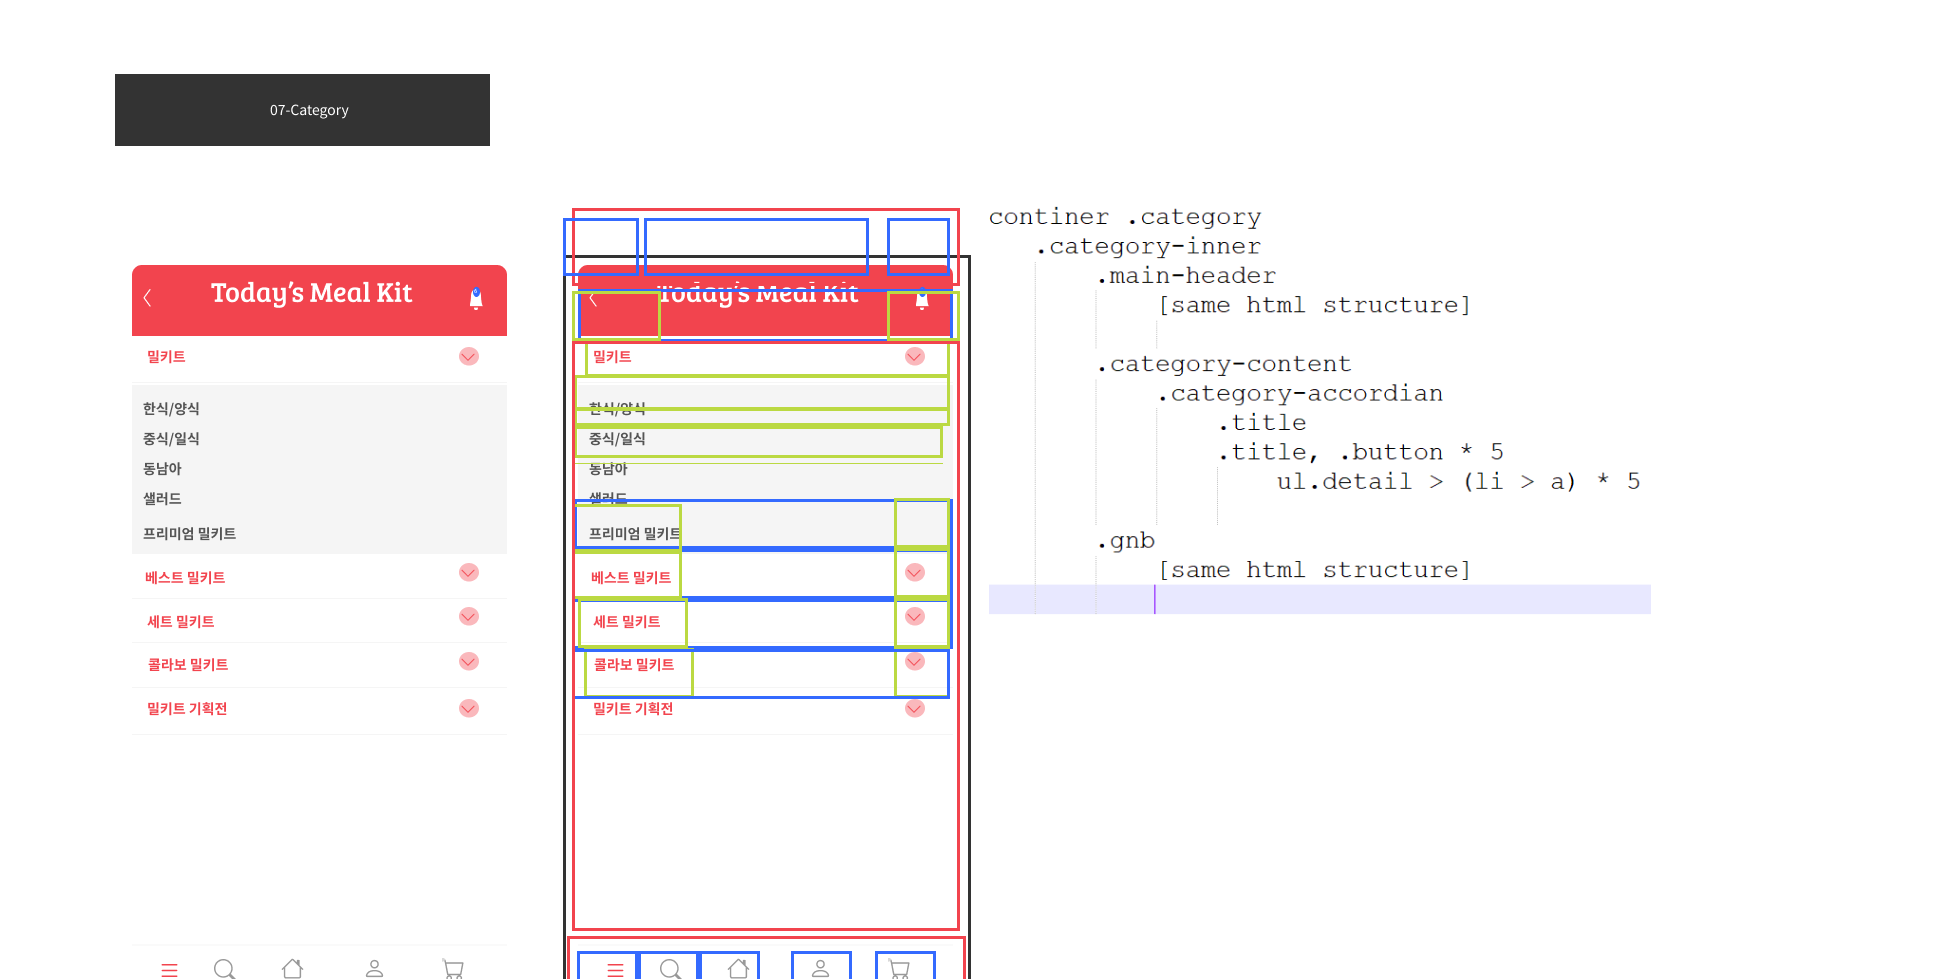 07-Category
Today's Meal Kit
밀키트
한식/양식
중식/일식
동남아
샐러드
프리미엄 밀키트
베스트 밀키트
세트 밀키트
콜라보 밀키트
밀키트 기획전
Today's Meal Kit
밀키트
한식/양식
중식/일식
동남아
샐러드
프리미엄 밀키트
베스트 밀키트
세트 밀키트
콜라보 밀키트
밀키트 기획전
continer .category
.category-inner
.main-header
[same html structure]
.category-content
.category-accordian
.title
.title, .button * 5
ul.detail > (li > a) * 5
.gnb
[same html structure]